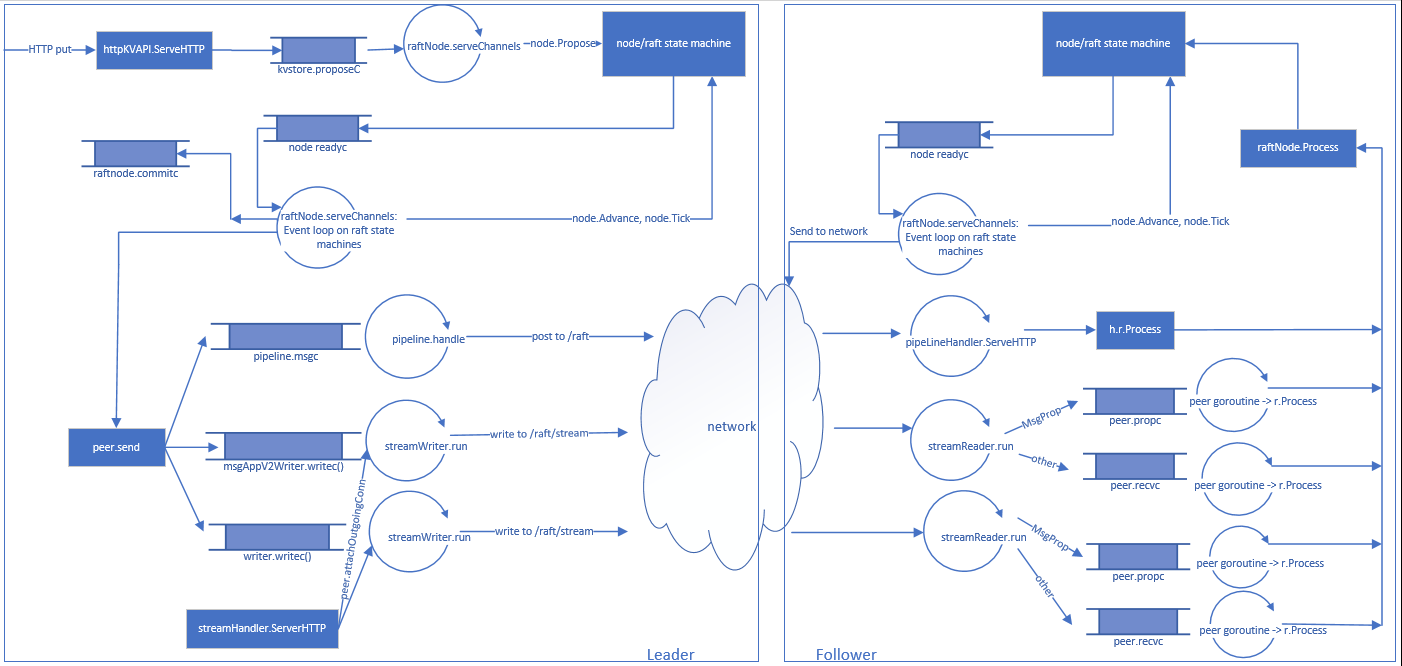 HTTP put
httpKVAPI.ServeHTTP
kvstore.proposeC
raftNode.serveChannels
node.Propose
node/raft state machine
node readyc
raftnode.commitc
raftNode.serveChannels:
Event loop on raft state
machines
node.Advance, node.Tick
peer.send
pipeline.msgc
pipeline.handle
post to /raft
msgAppV2Writer.writec()
streamWriter.run
write to /raft/stream
writer.writec()
streamWriter.run
write to /raft/stream
peer.attachOutgoingConn
streamHandler.ServerHTTP
Leader
network
node/raft state machine
raftNode.Process
node readyc
raftNode.serveChannels:
Event loop on raft state
machines
node.Advance, node.Tick
Send to network
pipeLineHandler.ServeHTTP
h.r.Process
streamReader.run
MsgProp
peer.propc
peer goroutine -> r.Process
other
peer.recvc
peer goroutine -> r.Process
streamReader.run
MsgProp
peer.propc
peer goroutine -> r.Process
other
peer.recvc
peer goroutine -> r.Process
Follower